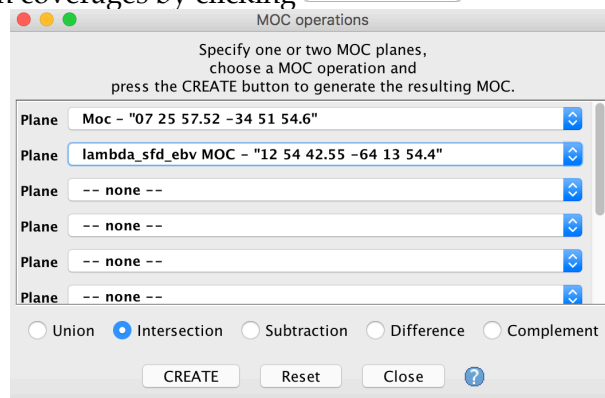 n coverages by clicking
MOC operations
Specify one or two MOC planes,
choose a MOC operation and
press the CREATE button to generate the resulting MOC.
Plane Moc - "07 25 57.52 -34 51 54.6"
Plane lambda_sfd_ebv MOC - "12 54 42.55 -64 13 54.4"
Plane -- none --
Plane -- none --
Plane -- none --
Plane -- none --
Union Intersection Subtraction Difference Complement
CREATE Reset Close ?